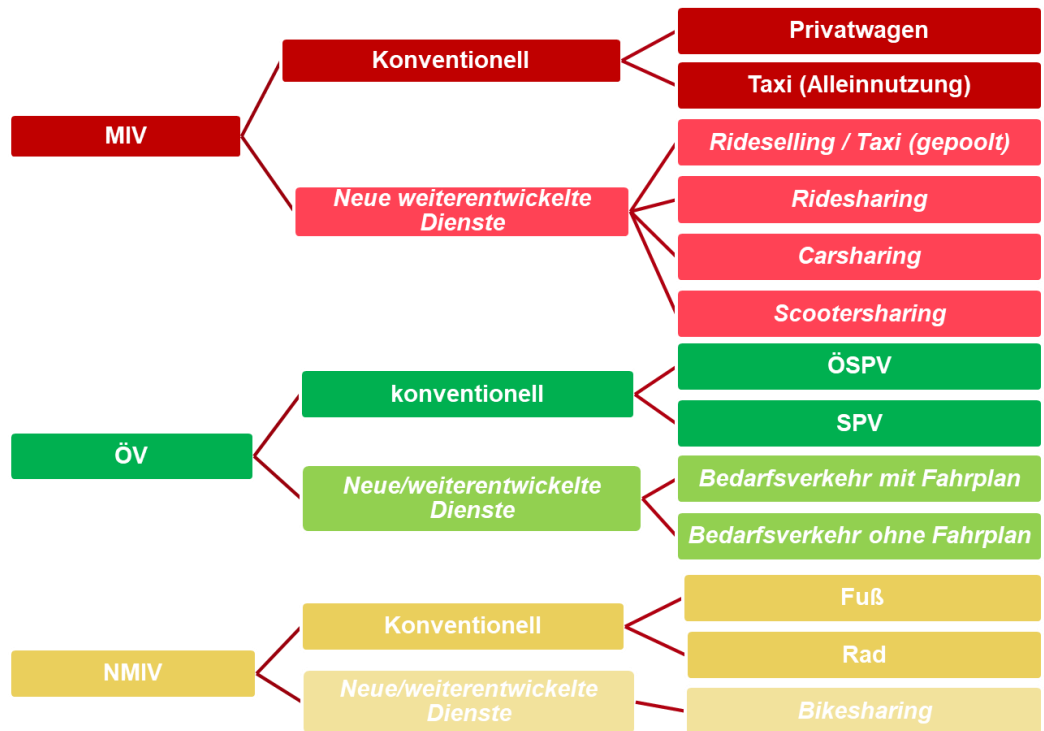 MIV
Konventionell
Privatwagen
Taxi (Alleinnutzung)
Neue weiterentwickelte
Dienste
Rideselling / Taxi (gepoolt)
Ridesharing
Carsharing
Scootersharing
ÖV
konventionell
ÖSPV
SPV
Neue/weiterentwickelte
Dienste
Bedarfsverkehr mit Fahrplan
Bedarfsverkehr ohne Fahrplan
NMIV
Konventionell
Fuß
Rad
Neue/weiterentwickelte
Dienste
Bikesharing